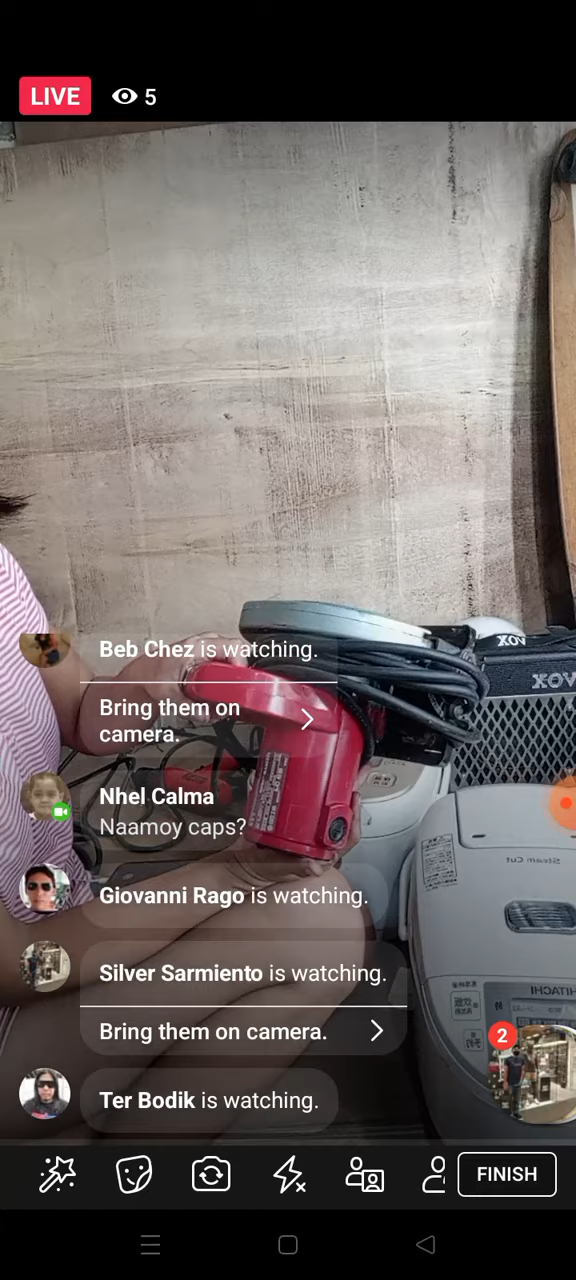 LIVE
5
Beb Chez is watching.
Bring them on
camera.
Nhel Calma
Naamoy caps?
Giovanni Rago is watching.
Silver Sarmiento is watching.
Bring them on camera.
Ter Bodik is watching.
VOX
VOX
Steam Cut
HITACHI
2
FINISH